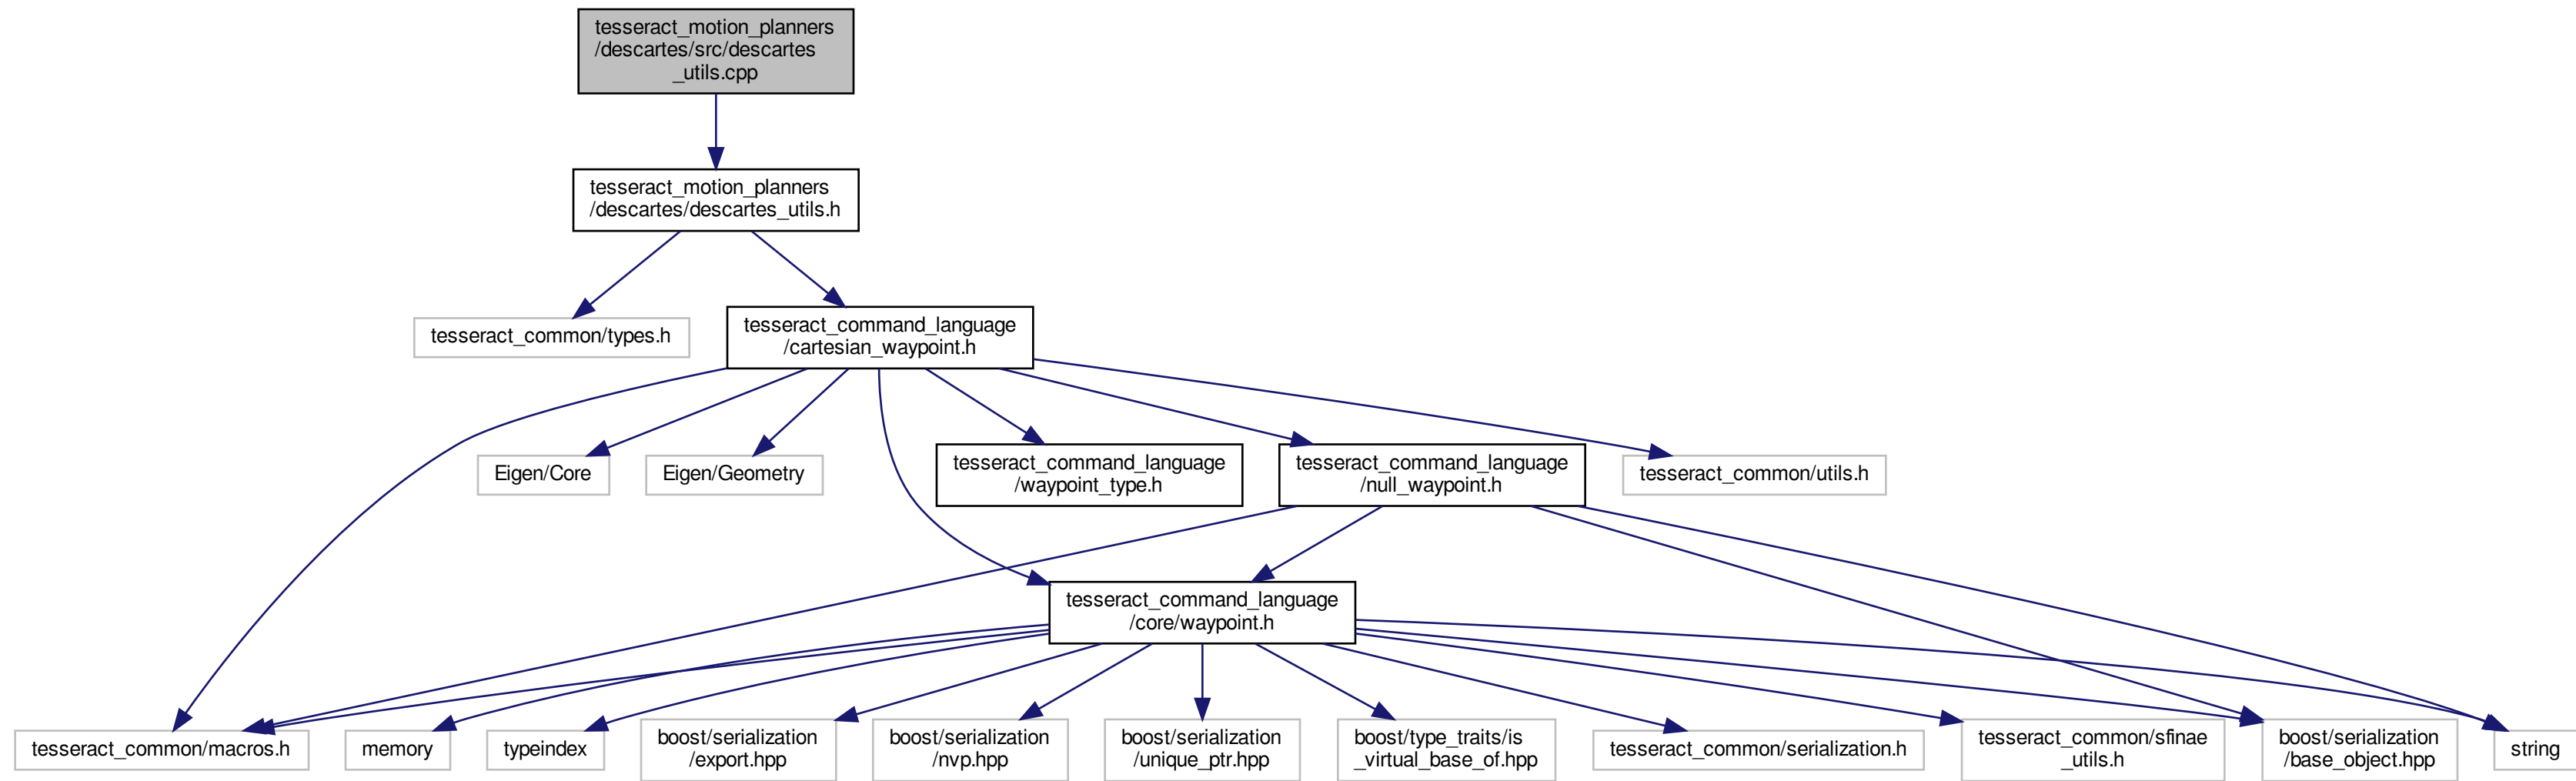 tesseract_motion_planners
/descartes/src/descartes
_utils.cpp
tesseract_motion_planners
/descartes/descartes_utils.h
tesseract_common/types.h
tesseract_command_language
/cartesian_waypoint.h
Eigen/Core
Eigen/Geometry
tesseract_command_language
/waypoint_type.h
tesseract_command_language
/null_waypoint.h
tesseract_common/utils.h
tesseract_command_language
/core/waypoint.h
tesseract_common/macros.h
memory
typeindex
boost/serialization
/export.hpp
boost/serialization
/nvp.hpp
boost/serialization
/unique_ptr.hpp
boost/type_traits/is
_virtual_base_of.hpp
tesseract_common/serialization.h
tesseract_common/sfinae
_utils.h
boost/serialization
/base_object.hpp
string